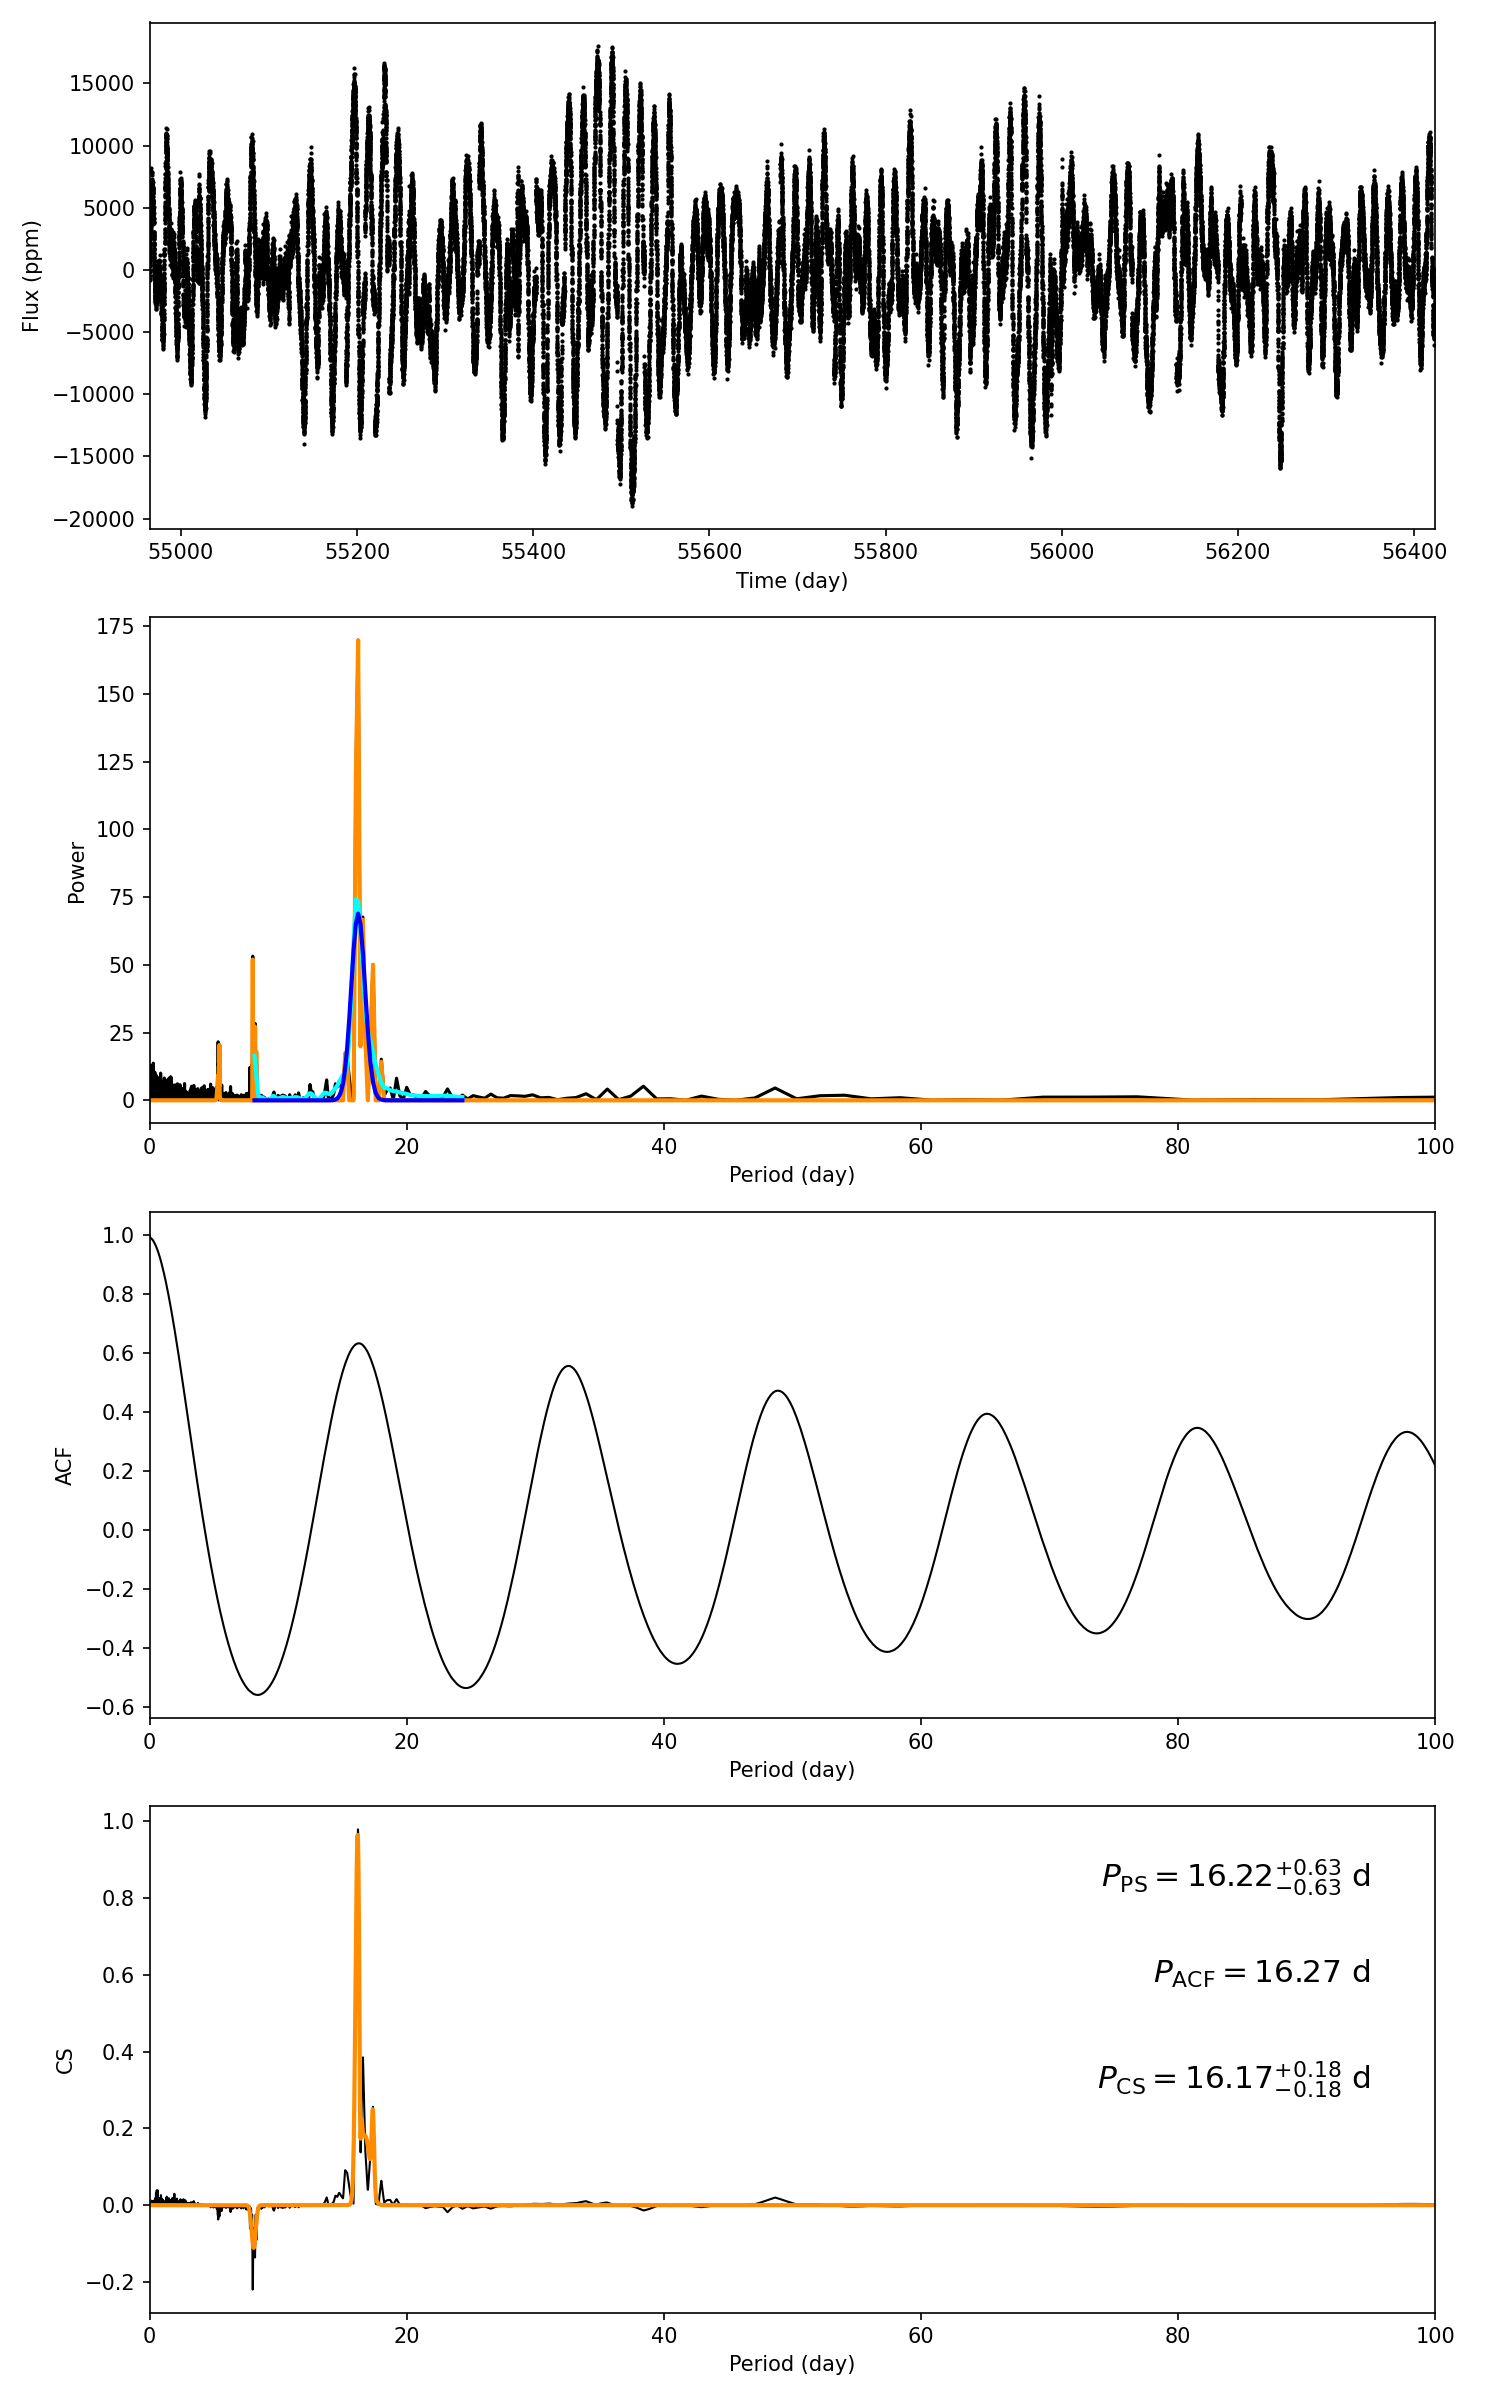 15000
10000
5000
0
−5000
−10000
−15000
−20000
Flux (ppm)
55000 55200 55400 55600 55800 56000 56200 56400
Time (day)
175
150
125
100
75
50
25
0
Power
0 20 40 60 80 100
Period (day)
1.0
0.8
0.6
0.4
0.2
0.0
−0.2
−0.4
−0.6
ACF
0 20 40 60 80 100
Period (day)
1.0
0.8
0.6
0.4
0.2
0.0
−0.2
CS
P_PS = 16.22^{+0.63}_{−0.63} d
P_ACF = 16.27 d
P_CS = 16.17^{+0.18}_{−0.18} d
0 20 40 60 80 100
Period (day)